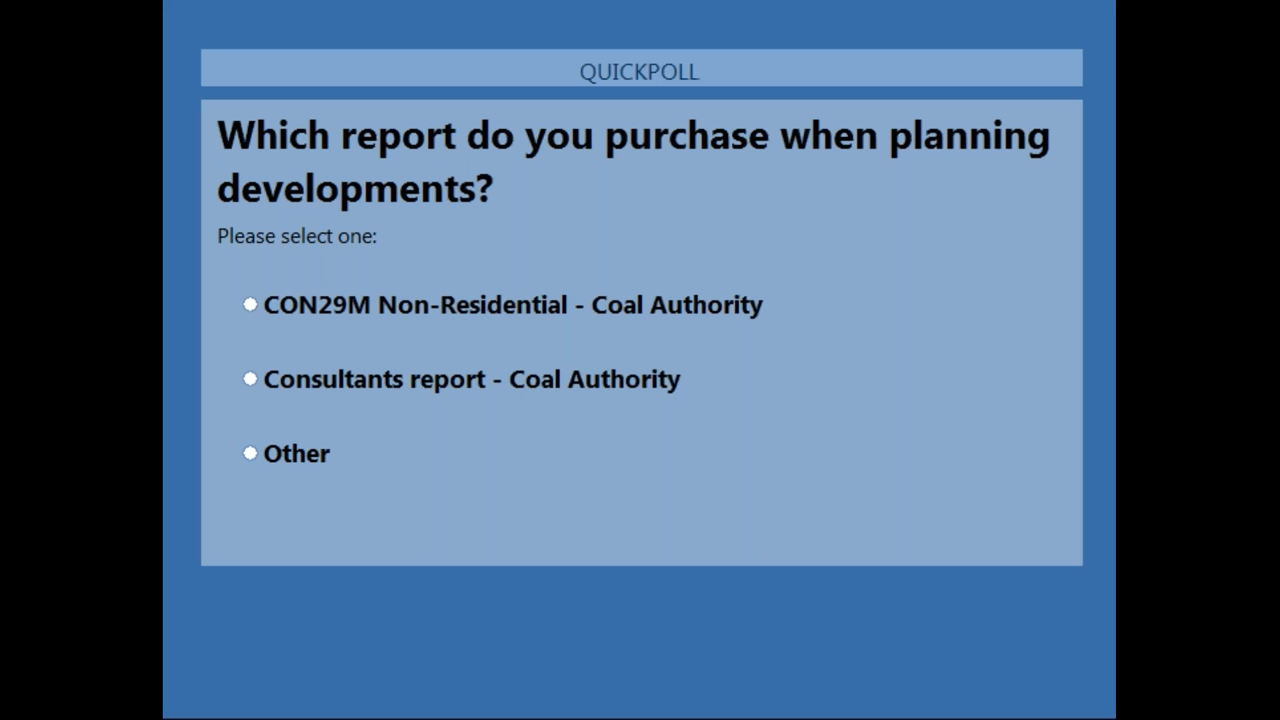 QUICKPOLL
Which report do you purchase when planning
developments?
Please select one:
CON29M Non-Residential - Coal Authority
Consultants report - Coal Authority
Other